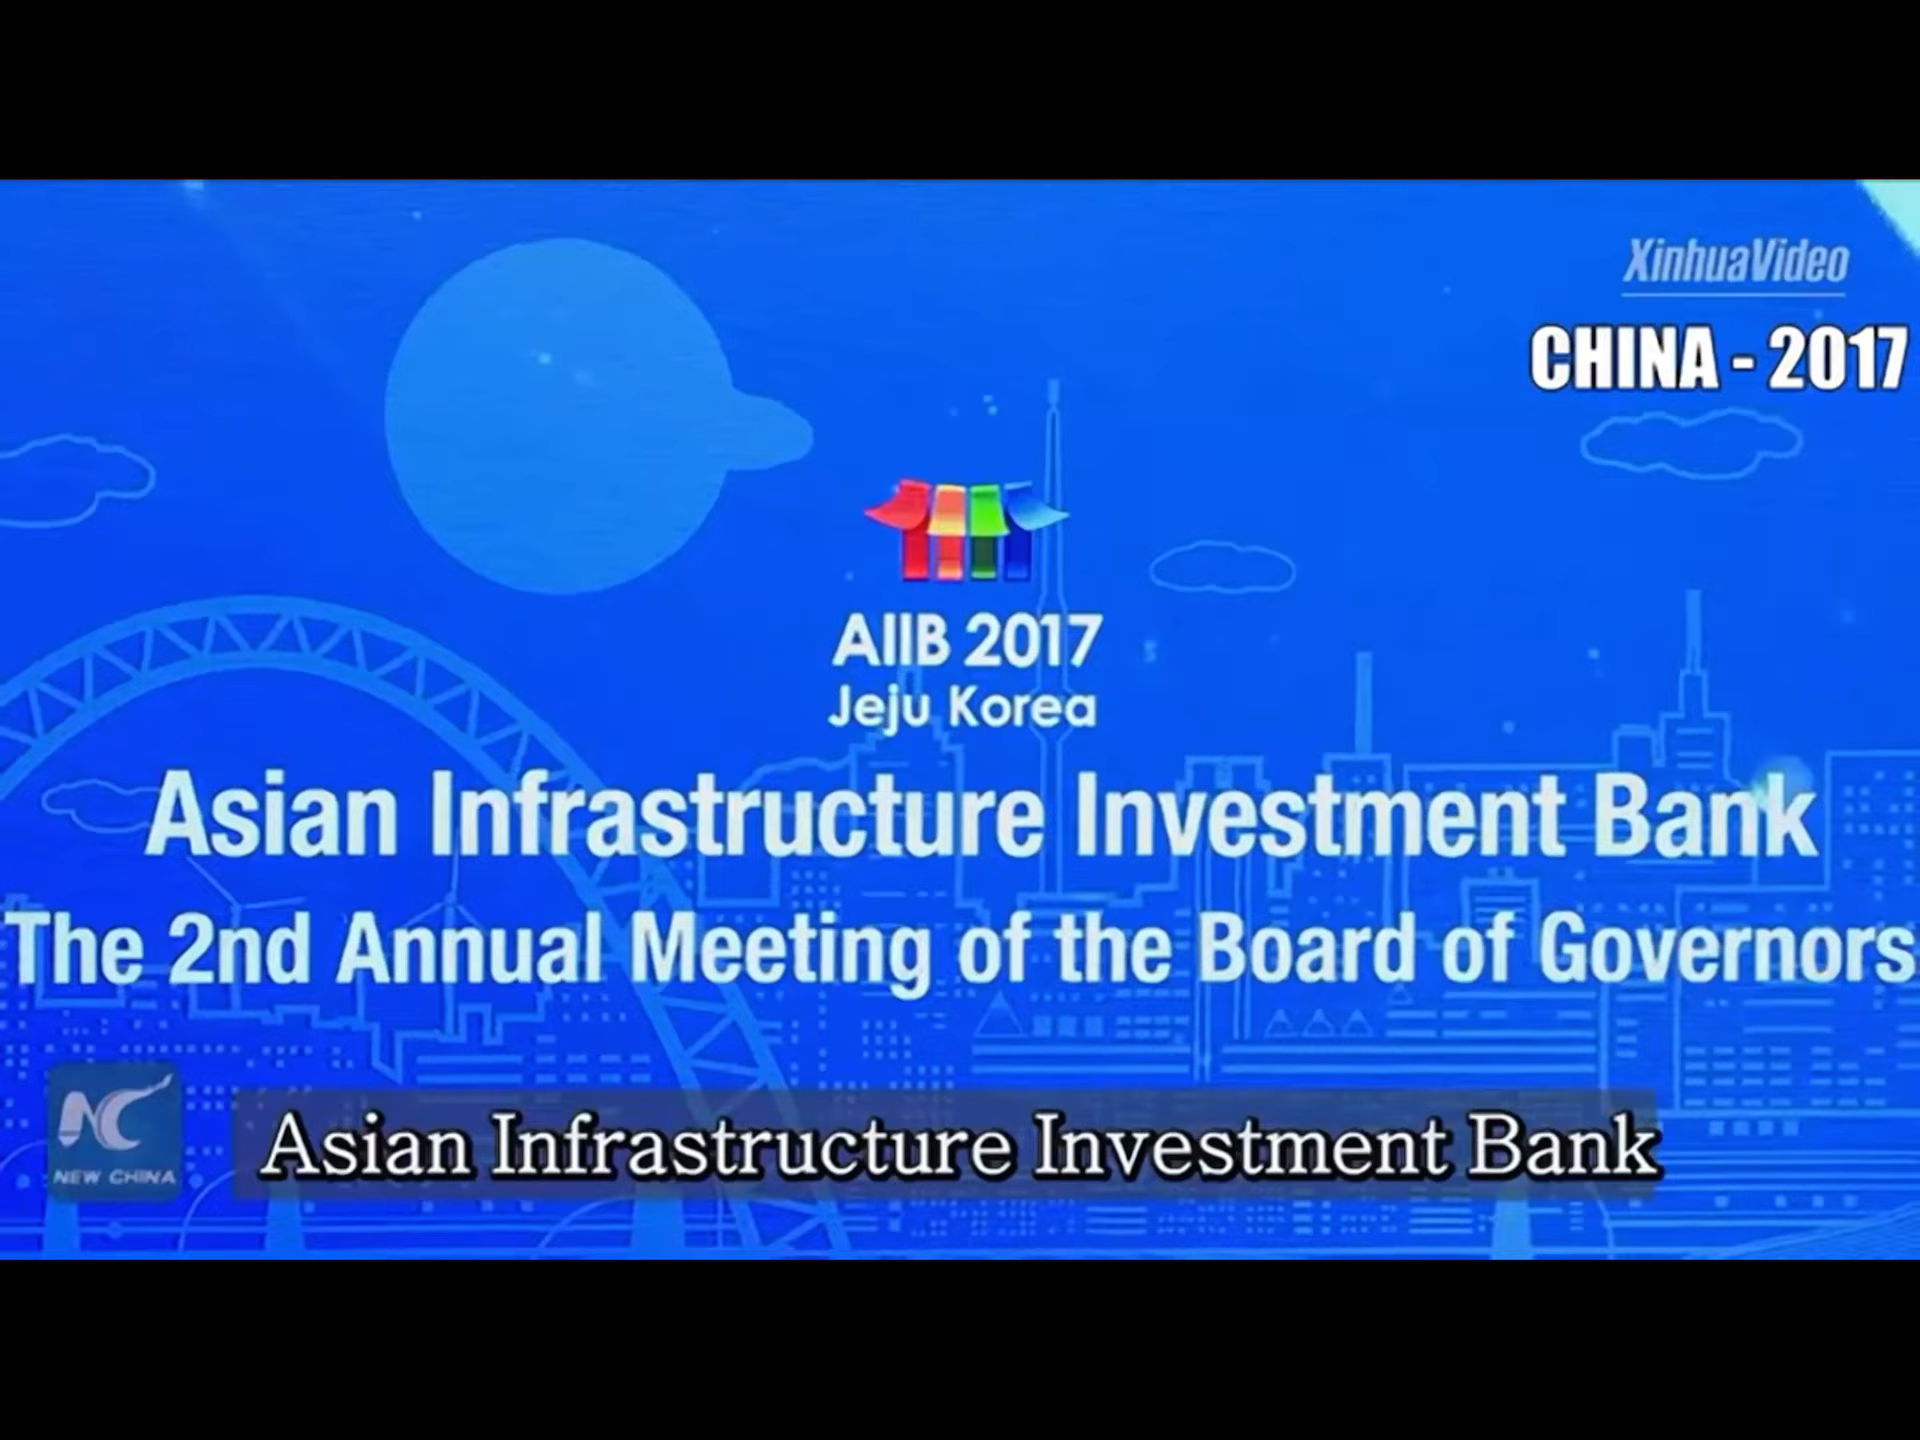 XinhuaVideo
CHINA - 2017
AIIB 2017
Jeju Korea
Asian Infrastructure Investment Bank
The 2nd Annual Meeting of the Board of Governors
NC
NEW CHINA
Asian Infrastructure Investment Bank